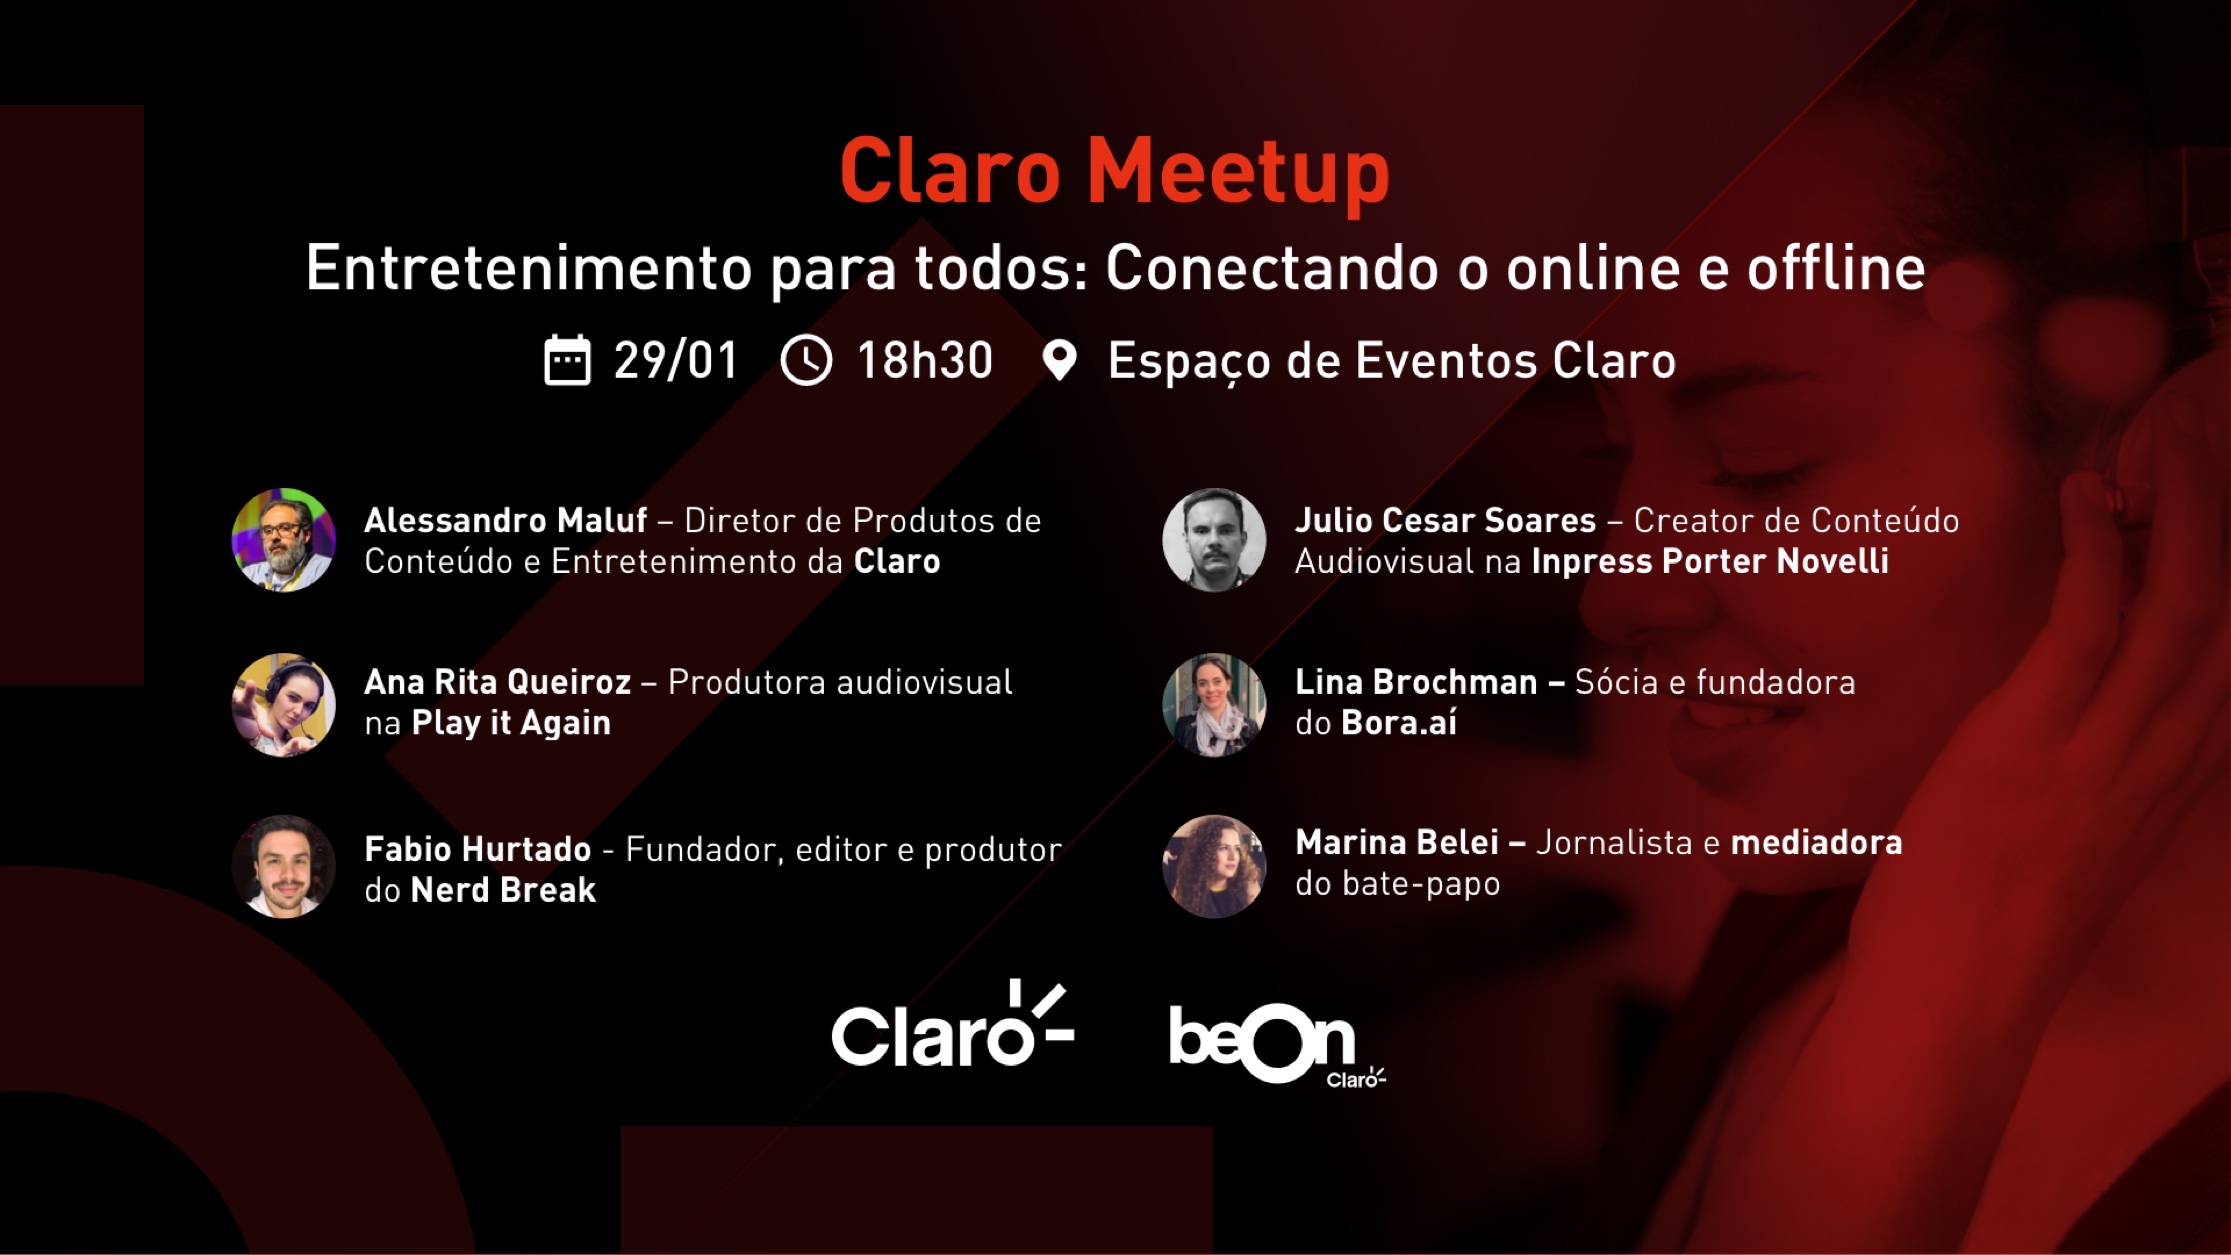 Claro Meetup
Entretenimento para todos: Conectando o online e offline
29/01 18h30 Espaço de Eventos Claro
Alessandro Maluf – Diretor de Produtos de
Conteúdo e Entretenimento da Claro
Ana Rita Queiroz – Produtora audiovisual
na Play it Again
Fabio Hurtado - Fundador, editor e produtor
do Nerd Break
Julio Cesar Soares – Creator de Conteúdo
Audiovisual na Inpress Porter Novelli
Lina Brochman – Sócia e fundadora
do Bora.aí
Marina Belei – Jornalista e mediadora
do bate-papo
Claro
beOn
Claro